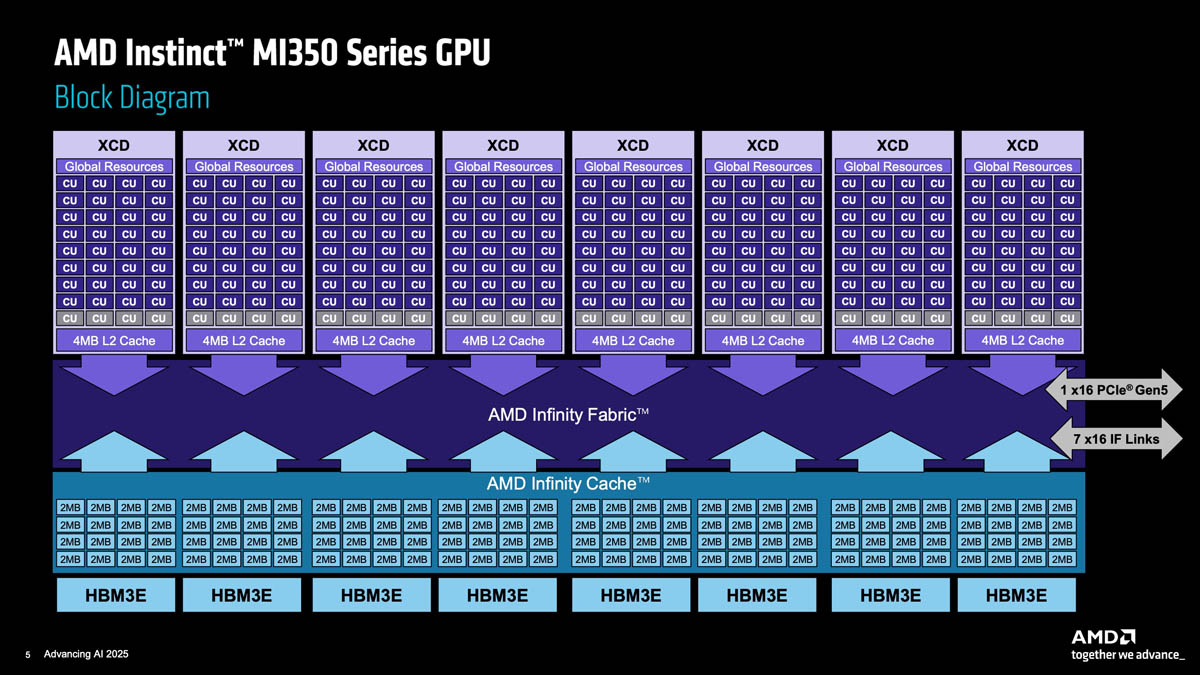 AMD Instinct™ MI350 Series GPU
Block Diagram
XCD XCD XCD XCD XCD XCD XCD XCD
Global Resources Global Resources Global Resources Global Resources Global Resources Global Resources Global Resources Global Resources
CU CU CU CU CU CU CU CU CU CU CU CU CU CU CU CU CU CU CU CU CU CU CU CU CU CU CU CU CU CU CU CU
CU CU CU CU CU CU CU CU CU CU CU CU CU CU CU CU CU CU CU CU CU CU CU CU CU CU CU CU CU CU CU CU
CU CU CU CU CU CU CU CU CU CU CU CU CU CU CU CU CU CU CU CU CU CU CU CU CU CU CU CU CU CU CU CU
CU CU CU CU CU CU CU CU CU CU CU CU CU CU CU CU CU CU CU CU CU CU CU CU CU CU CU CU CU CU CU CU
CU CU CU CU CU CU CU CU CU CU CU CU CU CU CU CU CU CU CU CU CU CU CU CU CU CU CU CU CU CU CU CU
CU CU CU CU CU CU CU CU CU CU CU CU CU CU CU CU CU CU CU CU CU CU CU CU CU CU CU CU CU CU CU CU
CU CU CU CU CU CU CU CU CU CU CU CU CU CU CU CU CU CU CU CU CU CU CU CU CU CU CU CU CU CU CU CU
CU CU CU CU CU CU CU CU CU CU CU CU CU CU CU CU CU CU CU CU CU CU CU CU CU CU CU CU CU CU CU CU
CU CU CU CU CU CU CU CU CU CU CU CU CU CU CU CU CU CU CU CU CU CU CU CU CU CU CU CU CU CU CU CU
4MB L2 Cache 4MB L2 Cache 4MB L2 Cache 4MB L2 Cache 4MB L2 Cache 4MB L2 Cache 4MB L2 Cache 4MB L2 Cache
1 x16 PCIe® Gen5
AMD Infinity Fabric™
7 x16 IF Links
AMD Infinity Cache™
2MB 2MB 2MB 2MB 2MB 2MB 2MB 2MB 2MB 2MB 2MB 2MB 2MB 2MB 2MB 2MB 2MB 2MB 2MB 2MB 2MB 2MB 2MB 2MB 2MB 2MB 2MB 2MB 2MB 2MB 2MB 2MB
2MB 2MB 2MB 2MB 2MB 2MB 2MB 2MB 2MB 2MB 2MB 2MB 2MB 2MB 2MB 2MB 2MB 2MB 2MB 2MB 2MB 2MB 2MB 2MB 2MB 2MB 2MB 2MB 2MB 2MB 2MB 2MB
2MB 2MB 2MB 2MB 2MB 2MB 2MB 2MB 2MB 2MB 2MB 2MB 2MB 2MB 2MB 2MB 2MB 2MB 2MB 2MB 2MB 2MB 2MB 2MB 2MB 2MB 2MB 2MB 2MB 2MB 2MB 2MB
2MB 2MB 2MB 2MB 2MB 2MB 2MB 2MB 2MB 2MB 2MB 2MB 2MB 2MB 2MB 2MB 2MB 2MB 2MB 2MB 2MB 2MB 2MB 2MB 2MB 2MB 2MB 2MB 2MB 2MB 2MB 2MB
HBM3E HBM3E HBM3E HBM3E HBM3E HBM3E HBM3E HBM3E
5 Advancing AI 2025
AMD
together we advance_